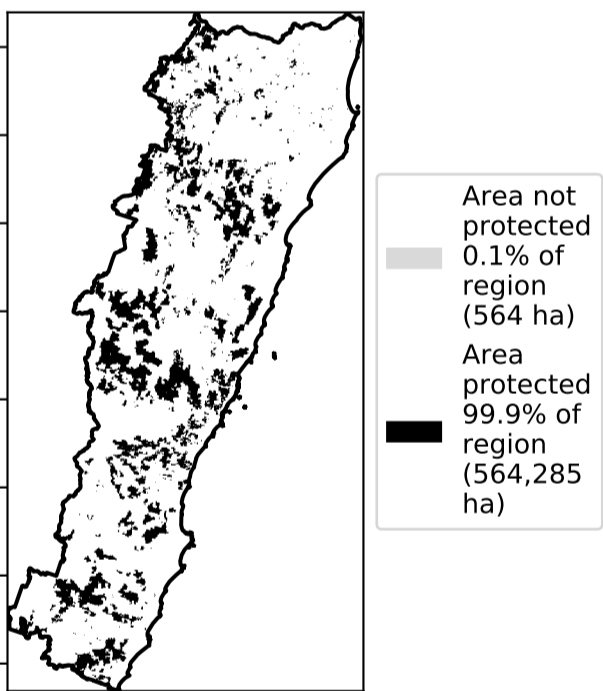 Area not
protected
0.1% of
region
(564 ha)
Area
protected
99.9% of
region
(564,285
ha)